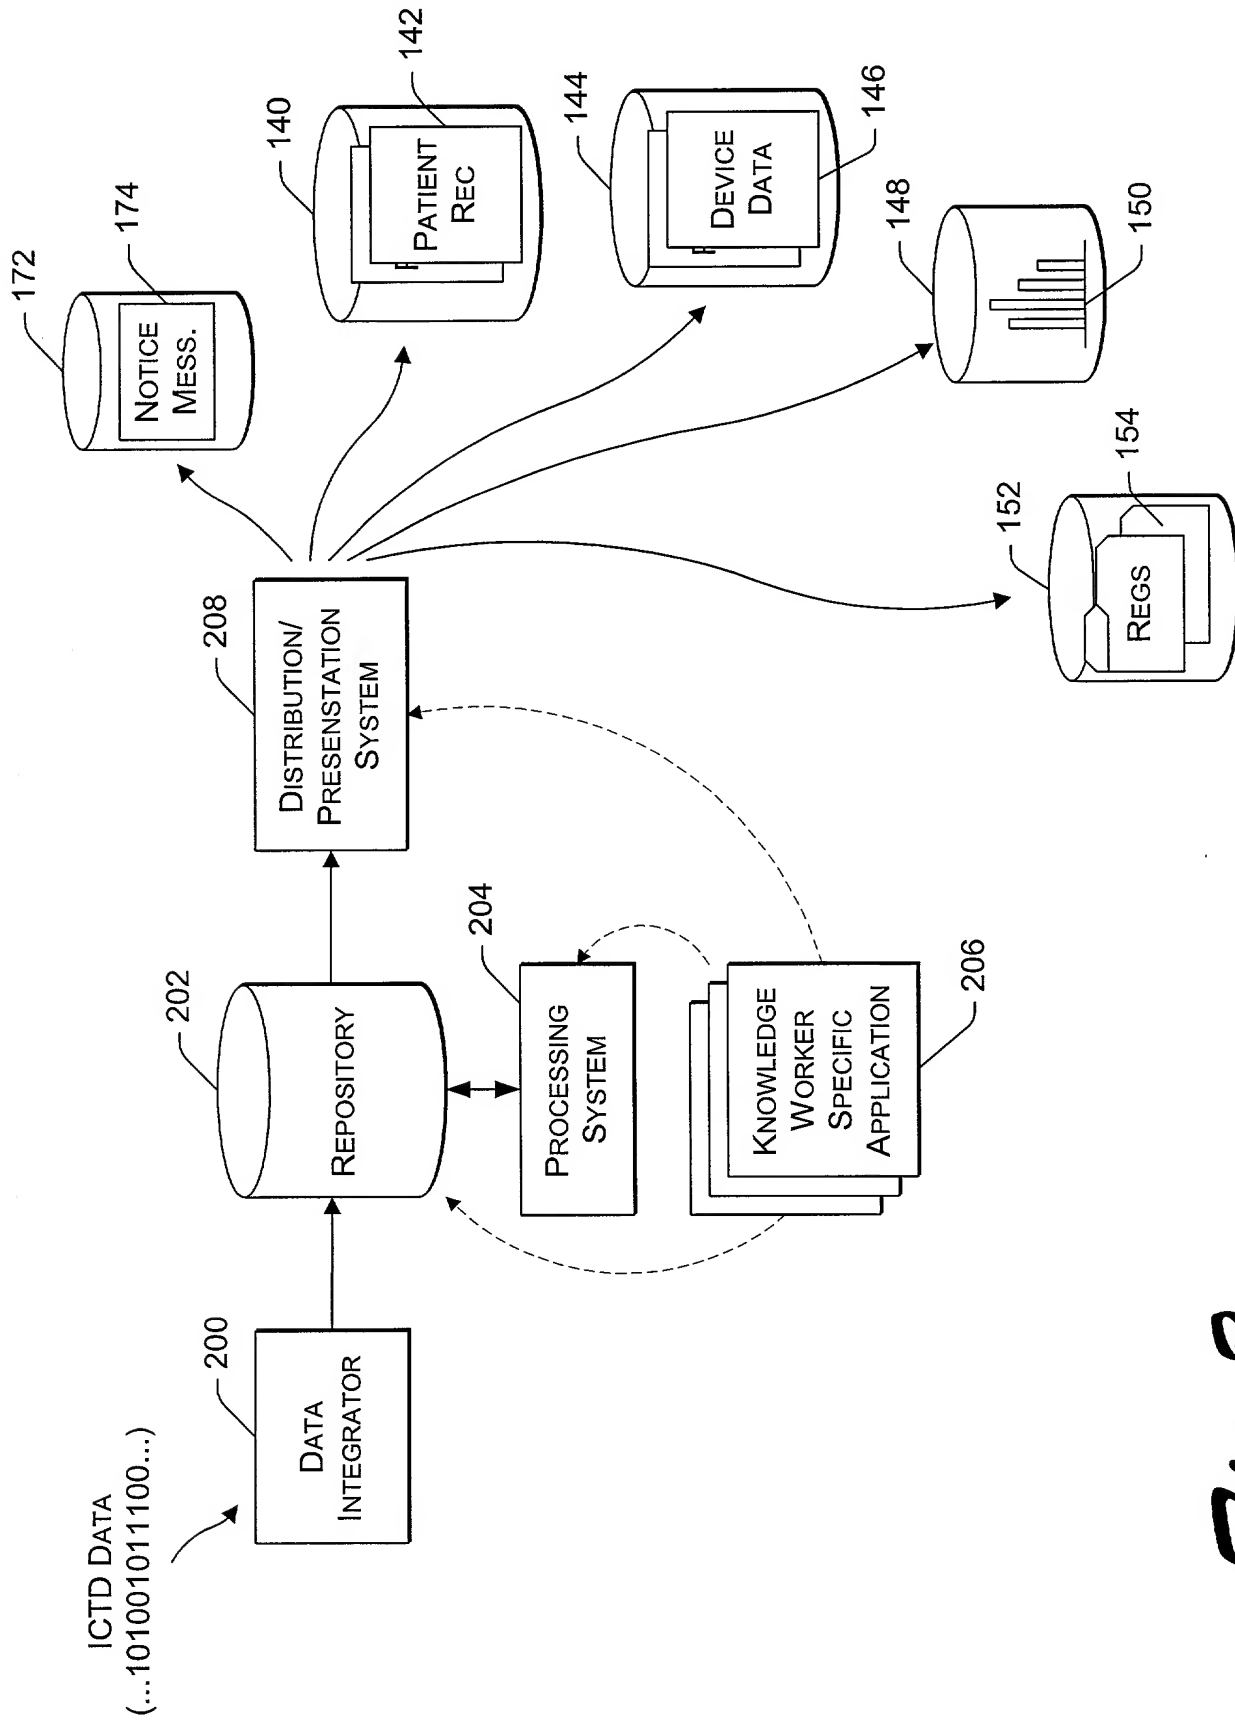 ICTD DATA
(...101001011100...)
200
DATA
INTEGRATOR
202
REPOSITORY
204
PROCESSING
SYSTEM
KNOWLEDGE
WORKER
SPECIFIC
APPLICATION
206
208
DISTRIBUTION/
PRESENSTATION
SYSTEM
172
NOTICE
MESS.
174
140
PATIENT
REC
142
144
DEVICE
DATA
146
148
150
152
REGS
154